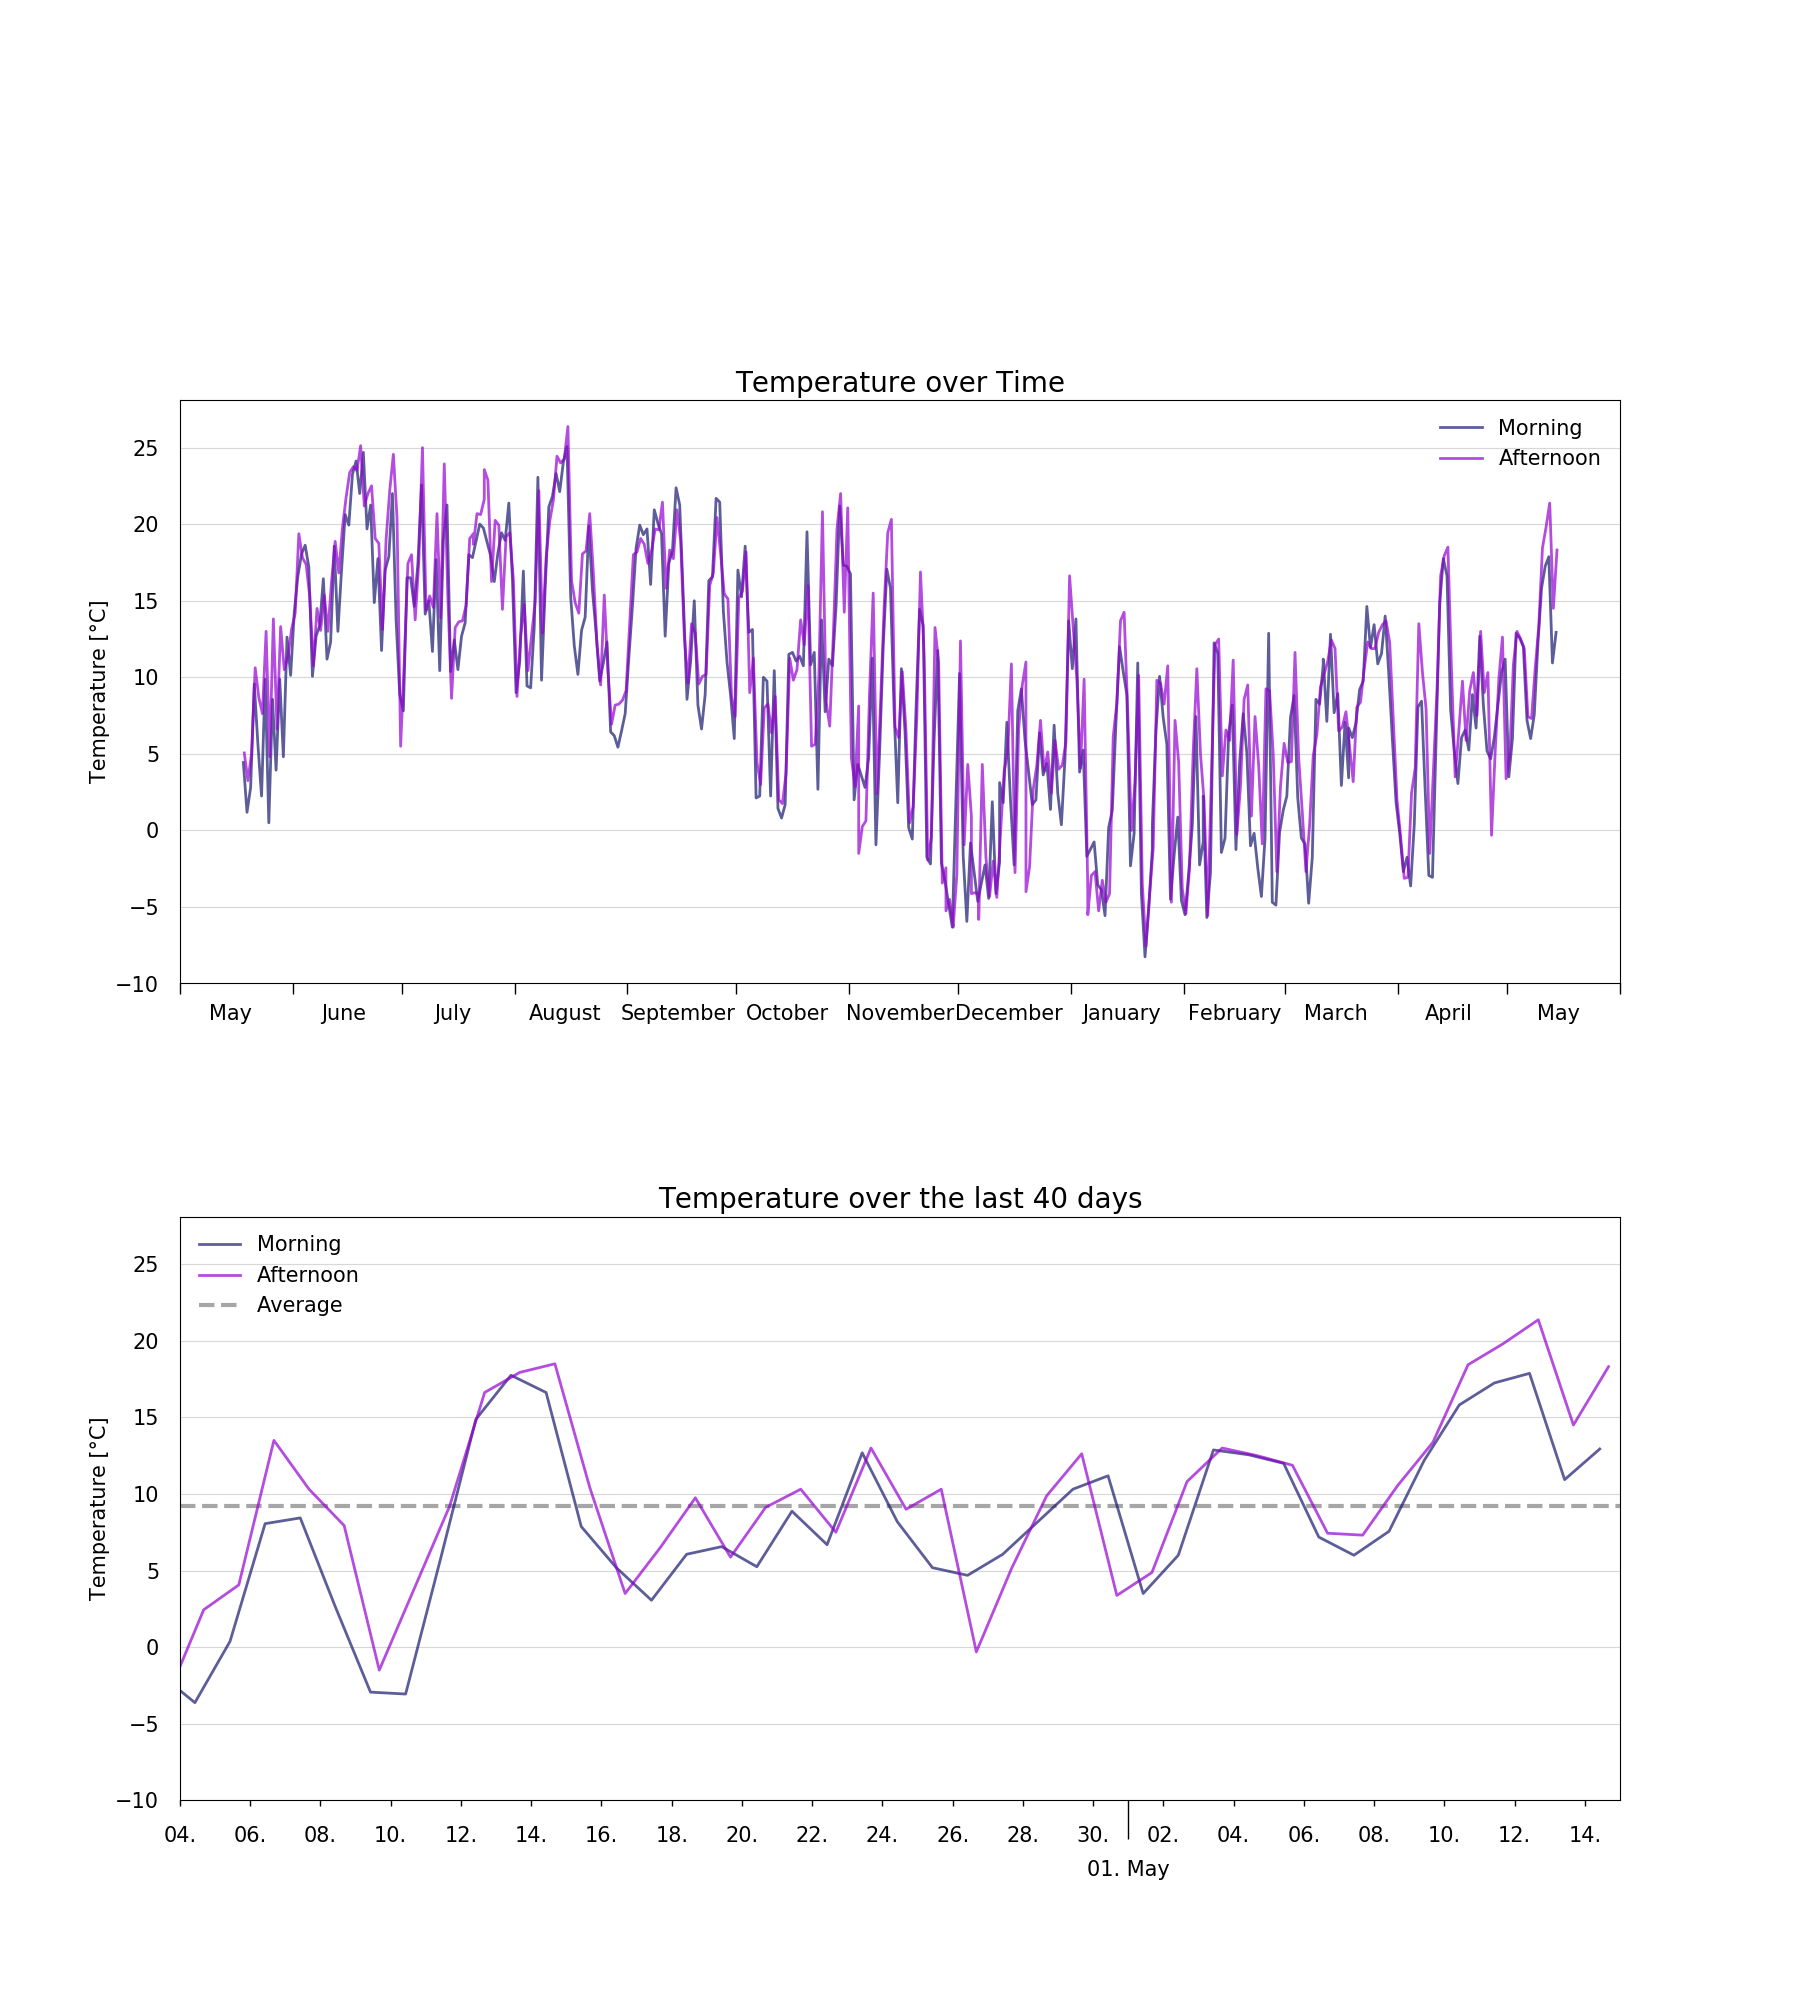 Temperature over Time
Morning
Afternoon
Temperature [°C]
25
20
15
10
5
0
−5
−10
May June July August September October November December January February March April May
Temperature over the last 40 days
Morning
Afternoon
Average
Temperature [°C]
25
20
15
10
5
0
−5
−10
04. 06. 08. 10. 12. 14. 16. 18. 20. 22. 24. 26. 28. 30. 02. 04. 06. 08. 10. 12. 14.
01. May